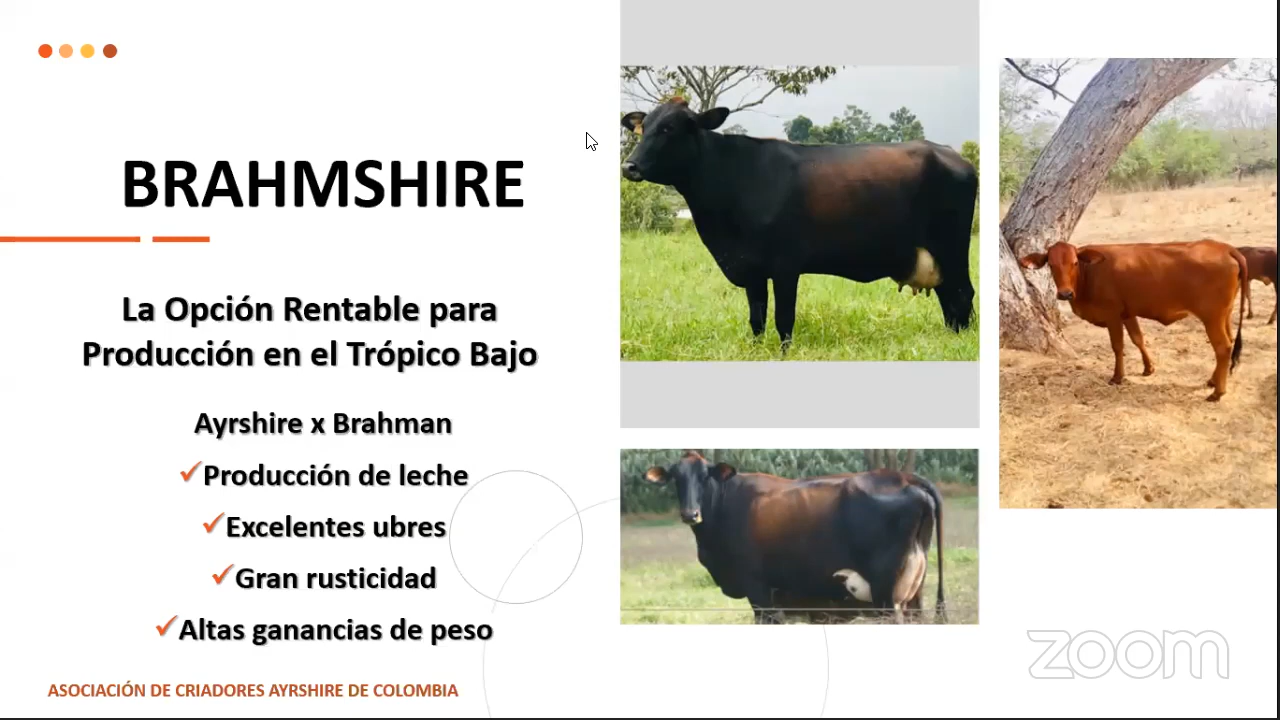 BRAHMSHIRE
La Opción Rentable para
Producción en el Trópico Bajo
Ayrshire x Brahman
✓Producción de leche
✓Excelentes ubres
✓Gran rusticidad
✓Altas ganancias de peso
ASOCIACIÓN DE CRIADORES AYRSHIRE DE COLOMBIA
zoom